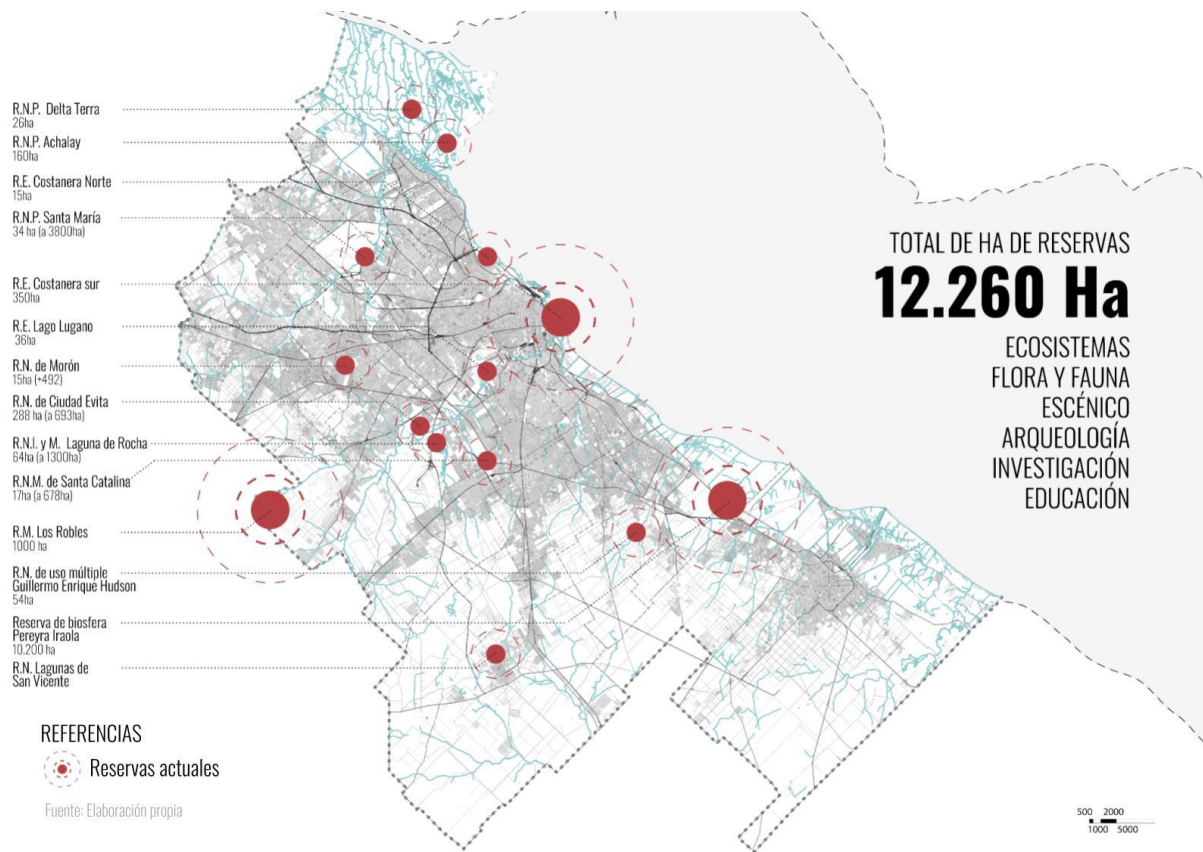 R.N.P. Delta Terra
26ha
R.N.P. Achalay
160ha
R.E. Costanera Norte
15ha
R.N.P. Santa María
34 ha (a 3800ha)
R.E. Costanera sur
350ha
R.E. Lago Lugano
36ha
R.N. de Morón
15ha (+492)
R.N. de Ciudad Evita
288 ha (a 693ha)
R.N.I. y M. Laguna de Rocha
64ha (a 1300ha)
R.N.M. de Santa Catalina
17ha (a 678ha)
R.M. Los Robles
1000 ha
R.N. de uso múltiple
Guillermo Enrique Hudson
54ha
Reserva de biosfera
Pereyra Iraola
10.200 ha
R.N. Lagunas de
San Vicente
REFERENCIAS
Reservas actuales
Fuente: Elaboración propia
TOTAL DE HA DE RESERVAS
12.260 Ha
ECOSISTEMAS
FLORA Y FAUNA
ESCÉNICO
ARQUEOLOGÍA
INVESTIGACIÓN
EDUCACIÓN
500 2000
1000 5000